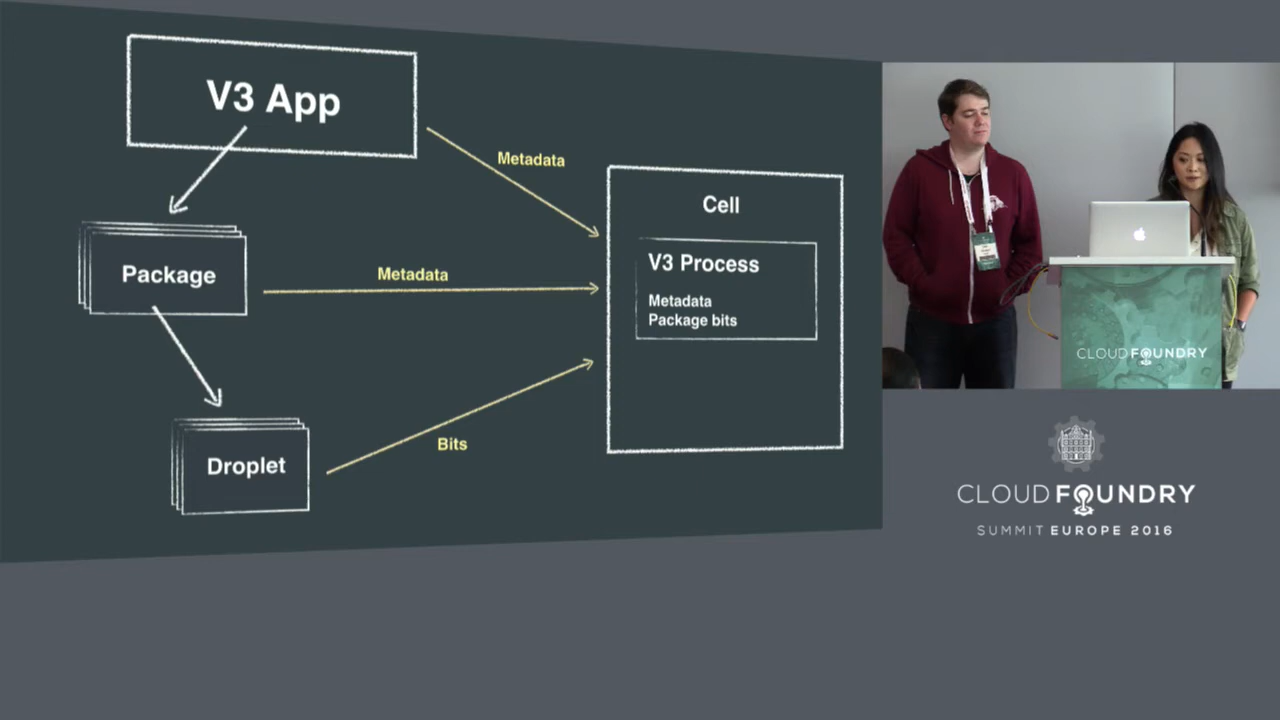 V3 App
Metadata
Cell
Package
Metadata
V3 Process
Metadata
Package bits
Droplet
Bits
CLOUD FOUNDRY
CLOUD FOUNDRY
SUMMIT EUROPE 2016